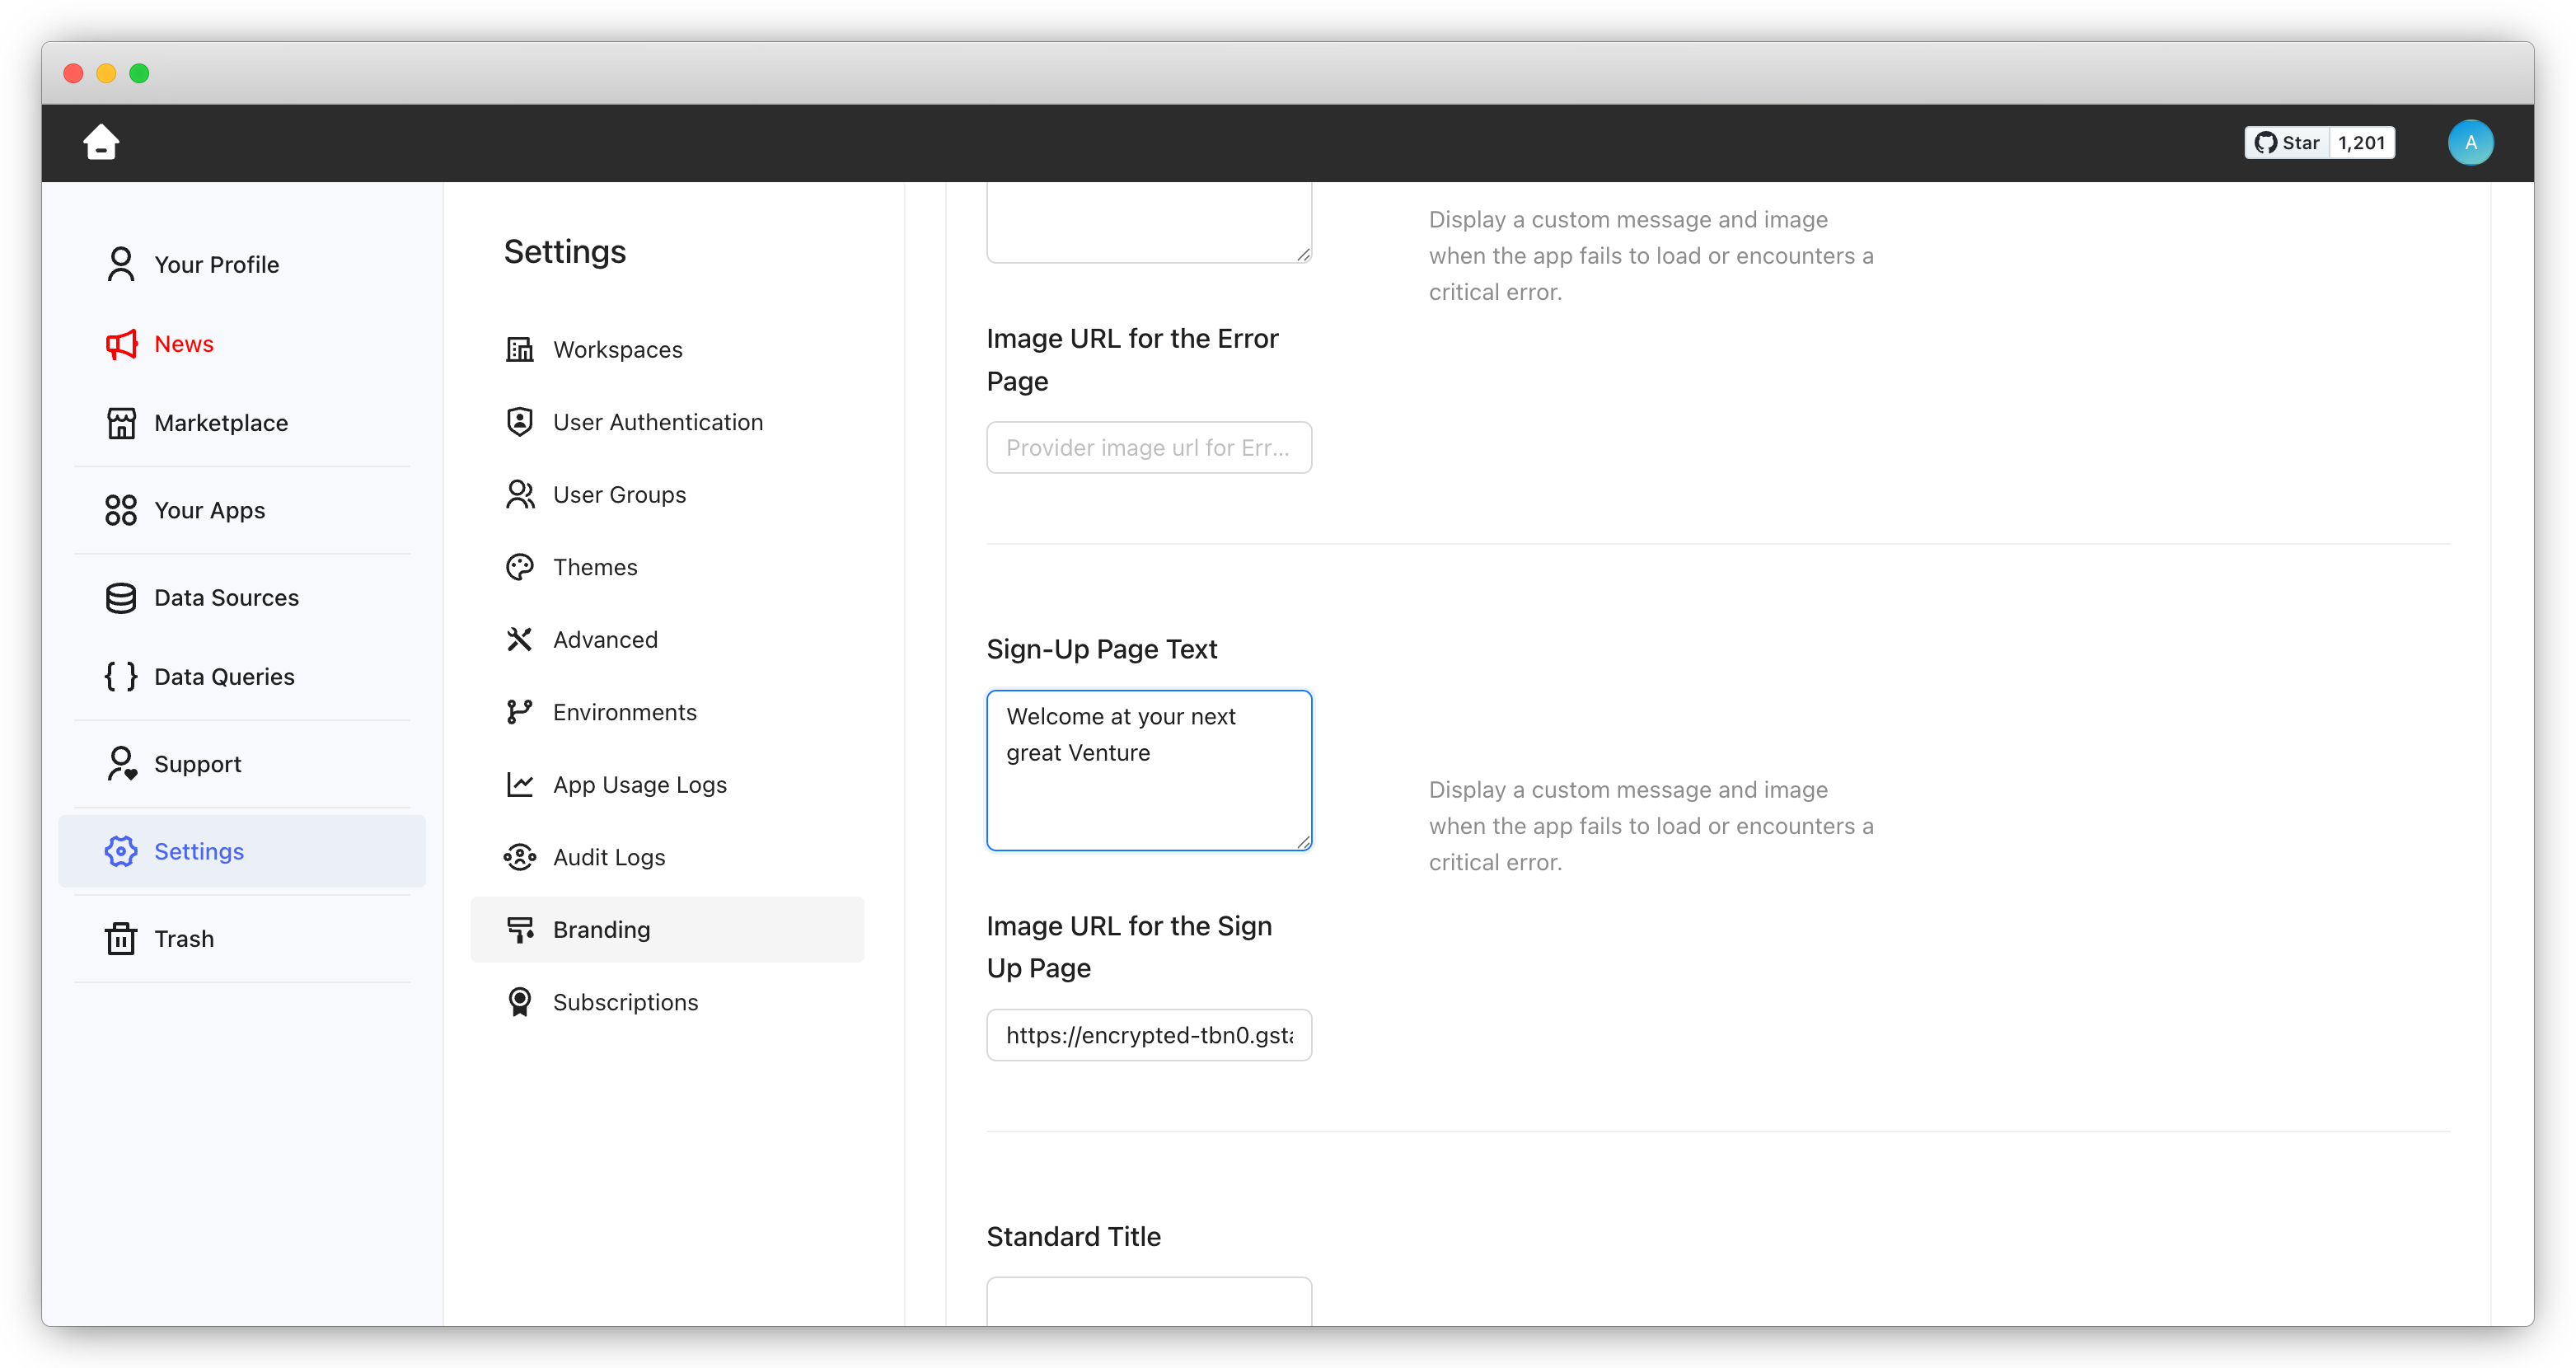 Star 1,201
A
Your Profile
News
Marketplace
Your Apps
Data Sources
Data Queries
Support
Settings
Trash
Settings
Workspaces
User Authentication
User Groups
Themes
Advanced
Environments
App Usage Logs
Audit Logs
Branding
Subscriptions
Display a custom message and image
when the app fails to load or encounters a
critical error.
Image URL for the Error
Page
Provider image url for Err...
Sign-Up Page Text
Welcome at your next
great Venture
Display a custom message and image
when the app fails to load or encounters a
critical error.
Image URL for the Sign
Up Page
https://encrypted-tbn0.gsta
Standard Title